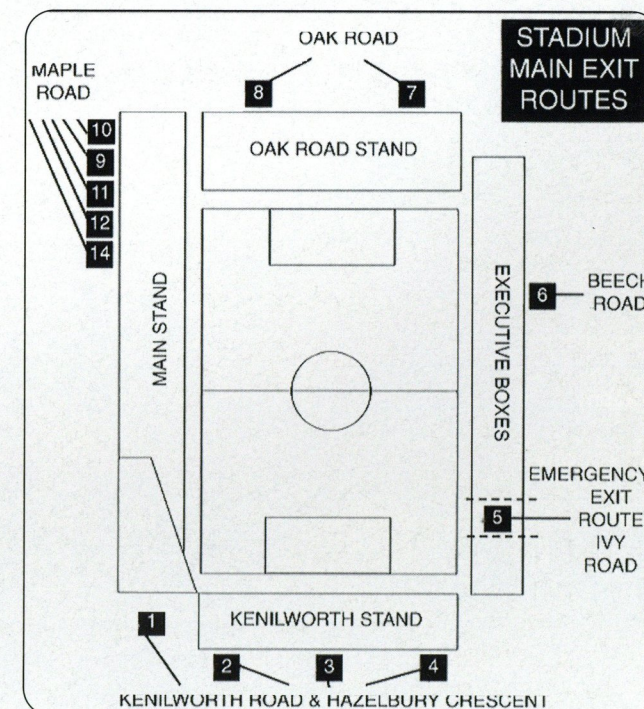 STADIUM
MAIN EXIT
ROUTES
OAK ROAD
MAPLE
ROAD
8
7
10
9
11
12
14
OAK ROAD STAND
MAIN STAND
EXECUTIVE BOXES
6
BEECH
ROAD
EMERGENCY
EXIT
ROUTE
IVY
ROAD
5
KENILWORTH STAND
1
2
3
4
KENILWORTH ROAD & HAZELBURY CRESCENT